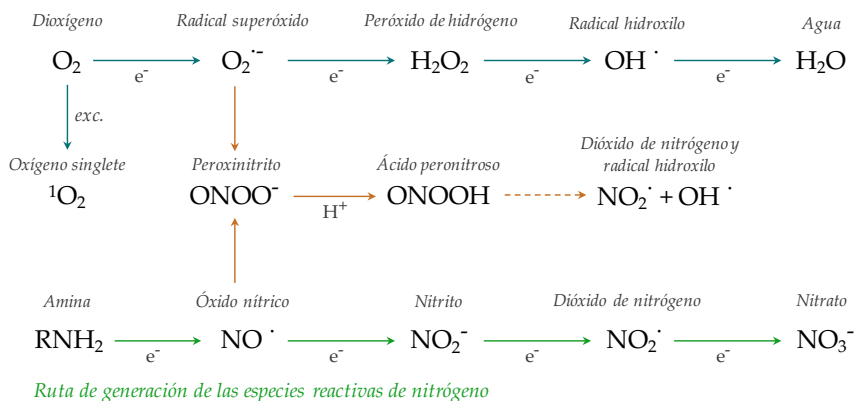 Dioxígeno Radical superóxido Peróxido de hidrógeno Radical hidroxilo Agua
O₂ O₂˙⁻ H₂O₂ OH ˙ H₂O
e⁻ e⁻ e⁻ e⁻
exc.
Oxígeno singlete Peroxinitrito Ácido peronitroso Dióxido de nitrógeno y
radical hidroxilo
¹O₂ ONOO⁻ ONOOH NO₂˙ + OH ˙
H⁺
Amina Óxido nítrico Nitrito Dióxido de nitrógeno Nitrato
RNH₂ NO ˙ NO₂⁻ NO₂˙ NO₃⁻
e⁻ e⁻ e⁻ e⁻
Ruta de generación de las especies reactivas de nitrógeno